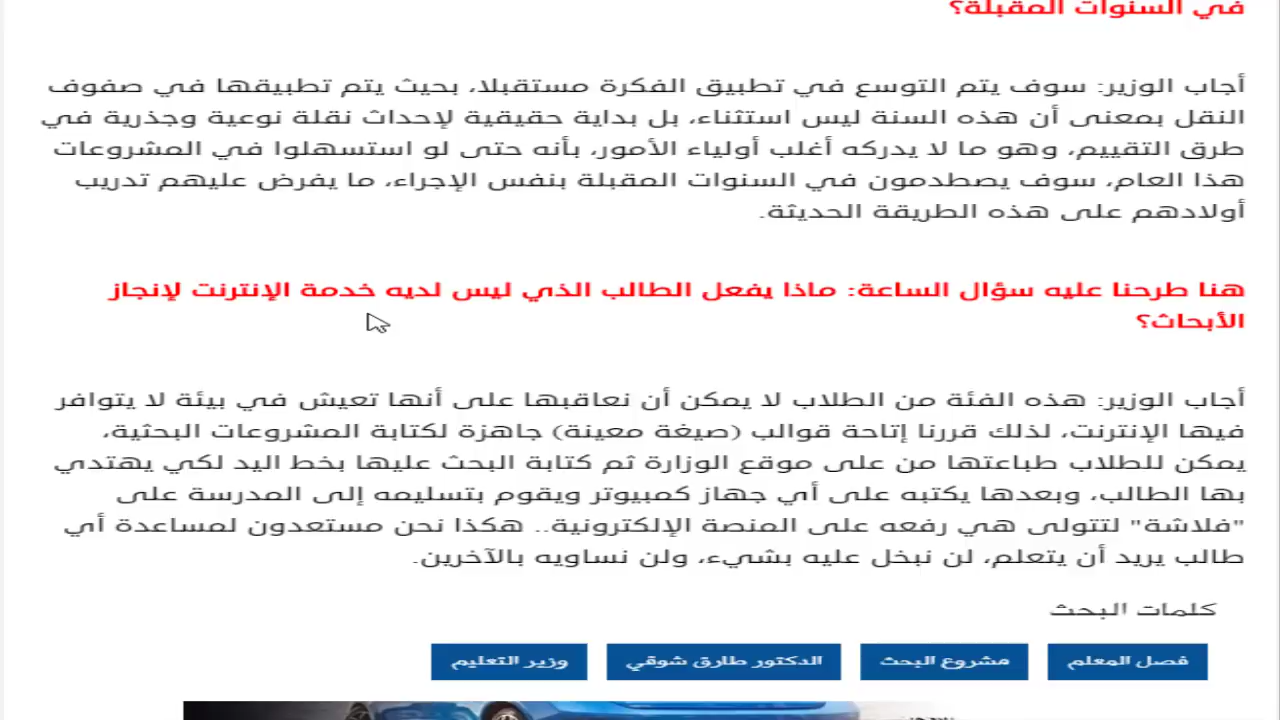 في السنوات المقبلة؟
أجاب الوزير: سوف يتم التوسع في تطبيق الفكرة مستقبلا، بحيث يتم تطبيقها في صفوف
النقل بمعنى أن هذه السنة ليس استثناء، بل بداية حقيقية لإحداث نقلة نوعية وجذرية في
طرق التقييم، وهو ما لا يدركه أغلب أولياء الأمور، بأنه حتى لو استسهلوا في المشروعات
هذا العام، سوف يصطدمون في السنوات المقبلة بنفس الإجراء، ما يفرض عليهم تدريب
أولادهم على هذه الطريقة الحديثة.
هنا طرحنا عليه سؤال الساعة: ماذا يفعل الطالب الذي ليس لديه خدمة الإنترنت لإنجاز
الأبحاث؟
أجاب الوزير: هذه الفئة من الطلاب لا يمكن أن نعاقبها على أنها تعيش في بيئة لا يتوافر
فيها الإنترنت، لذلك قررنا إتاحة قوالب (صيغة معينة) جاهزة لكتابة المشروعات البحثية،
يمكن للطلاب طباعتها من على موقع الوزارة ثم كتابة البحث عليها بخط اليد لكي يهتدي
بها الطالب، وبعدها يكتبه على أي جهاز كمبيوتر ويقوم بتسليمه إلى المدرسة على
"فلاشة" لتتولى هي رفعه على المنصة الإلكترونية.. هكذا نحن مستعدون لمساعدة أي
طالب يريد أن يتعلم، لن نبخل عليه بشيء، ولن نساويه بالآخرين.
كلمات البحث
فصل المعلم
مشروع البحث
الدكتور طارق شوقي
وزير التعليم